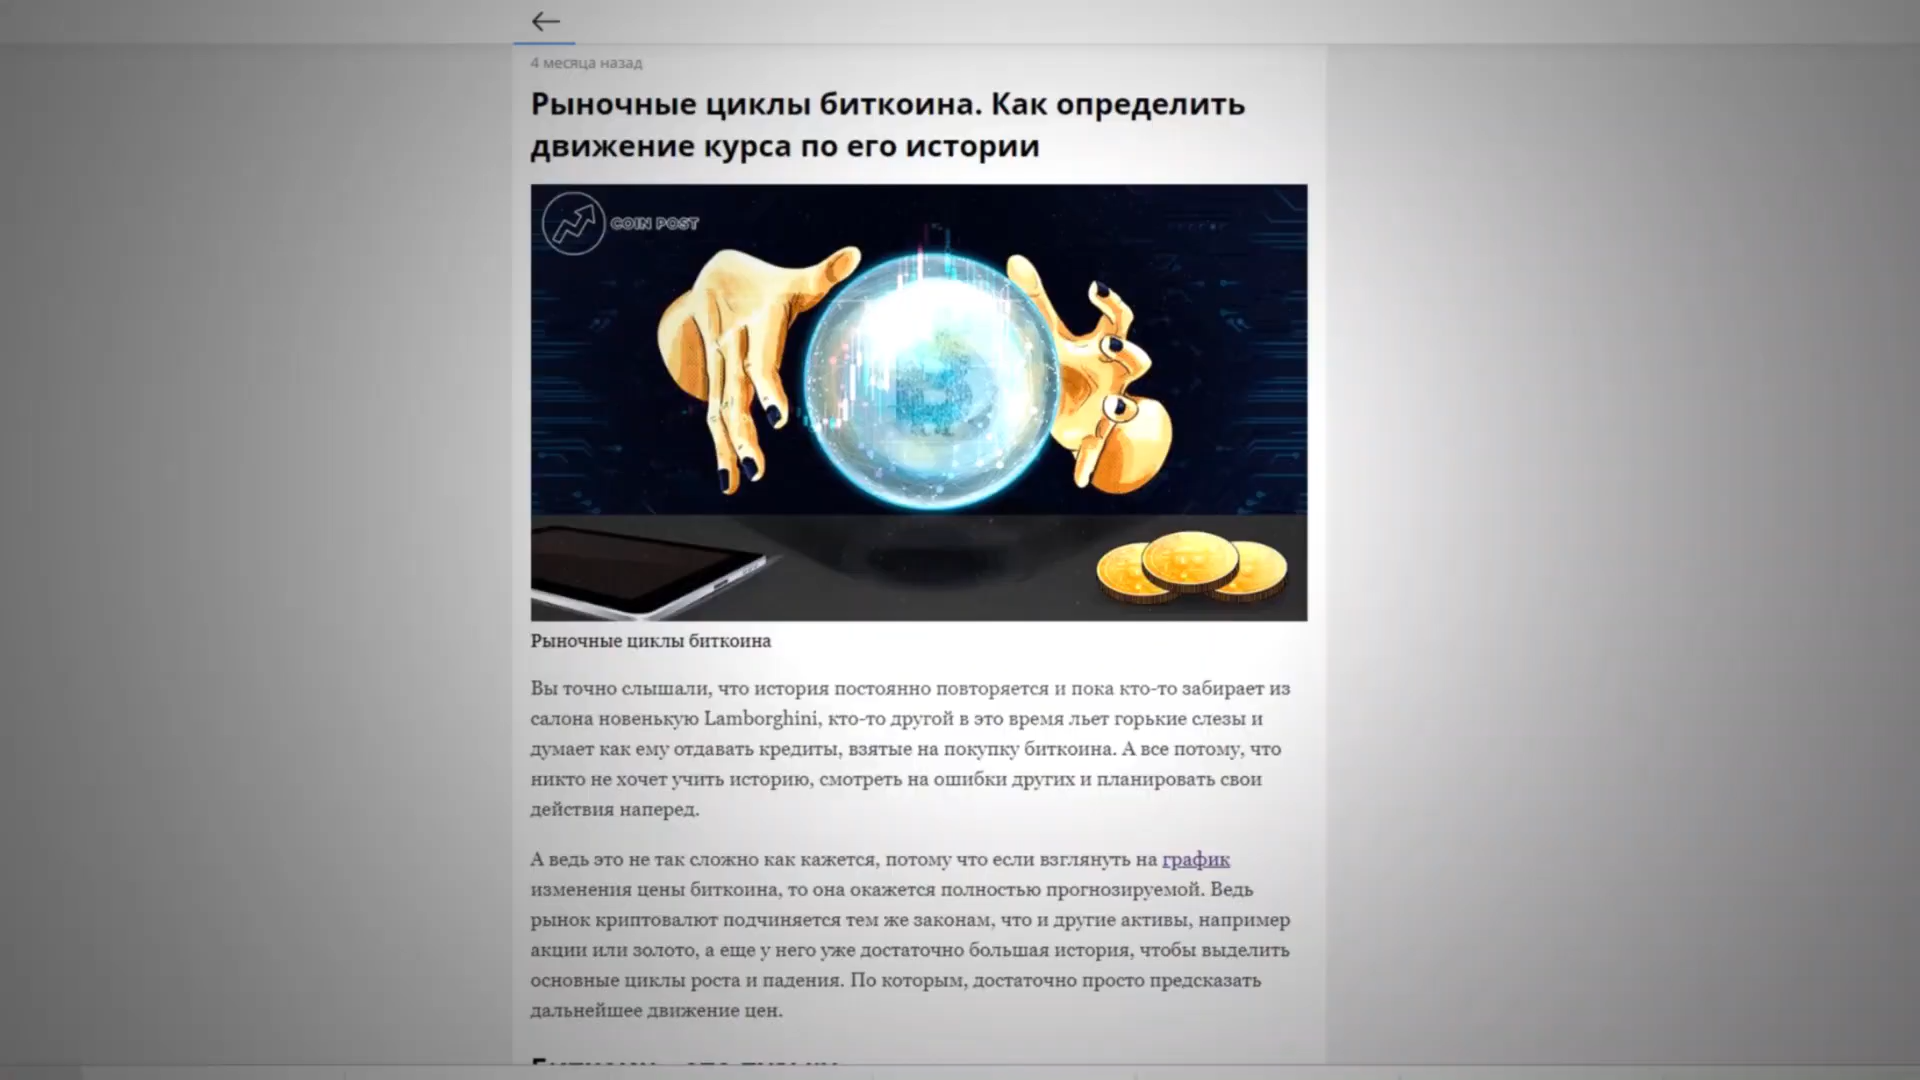 4 месяца назад
Рыночные циклы биткоина. Как определить
движение курса по его истории
COIN POST
Рыночные циклы биткоина
Вы точно слышали, что история постоянно повторяется и пока кто-то забирает из
салона новенькую Lamborghini, кто-то другой в это время льет горькие слезы и
думает как ему отдавать кредиты, взятые на покупку биткоина. А все потому, что
никто не хочет учить историю, смотреть на ошибки других и планировать свои
действия наперед.
А ведь это не так сложно как кажется, потому что если взглянуть на график
изменения цены биткоина, то она окажется полностью прогнозируемой. Ведь
рынок криптовалют подчиняется тем же законам, что и другие активы, например
акции или золото, а еще у него уже достаточно большая история, чтобы выделить
основные циклы роста и падения. По которым, достаточно просто предсказать
дальнейшее движение цен.